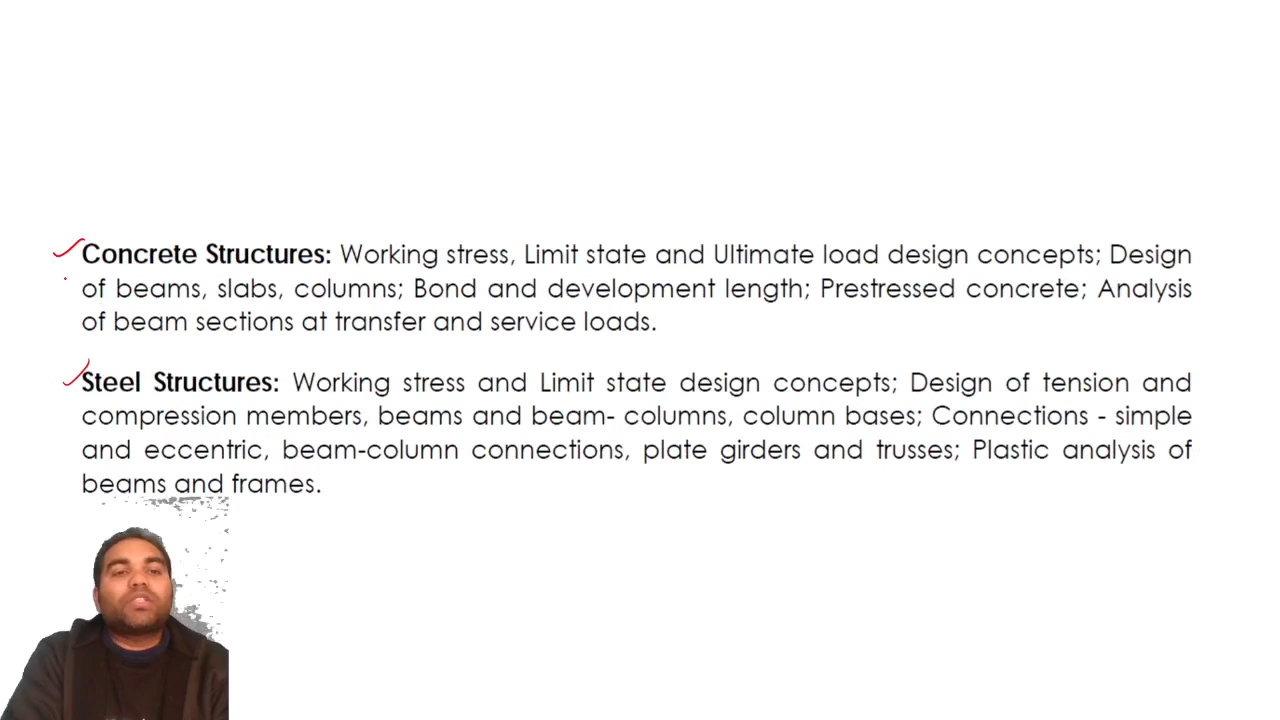 Concrete Structures: Working stress, Limit state and Ultimate load design concepts; Design
of beams, slabs, columns; Bond and development length; Prestressed concrete; Analysis
of beam sections at transfer and service loads.
Steel Structures: Working stress and Limit state design concepts; Design of tension and
compression members, beams and beam- columns, column bases; Connections - simple
and eccentric, beam-column connections, plate girders and trusses; Plastic analysis of
beams and frames.